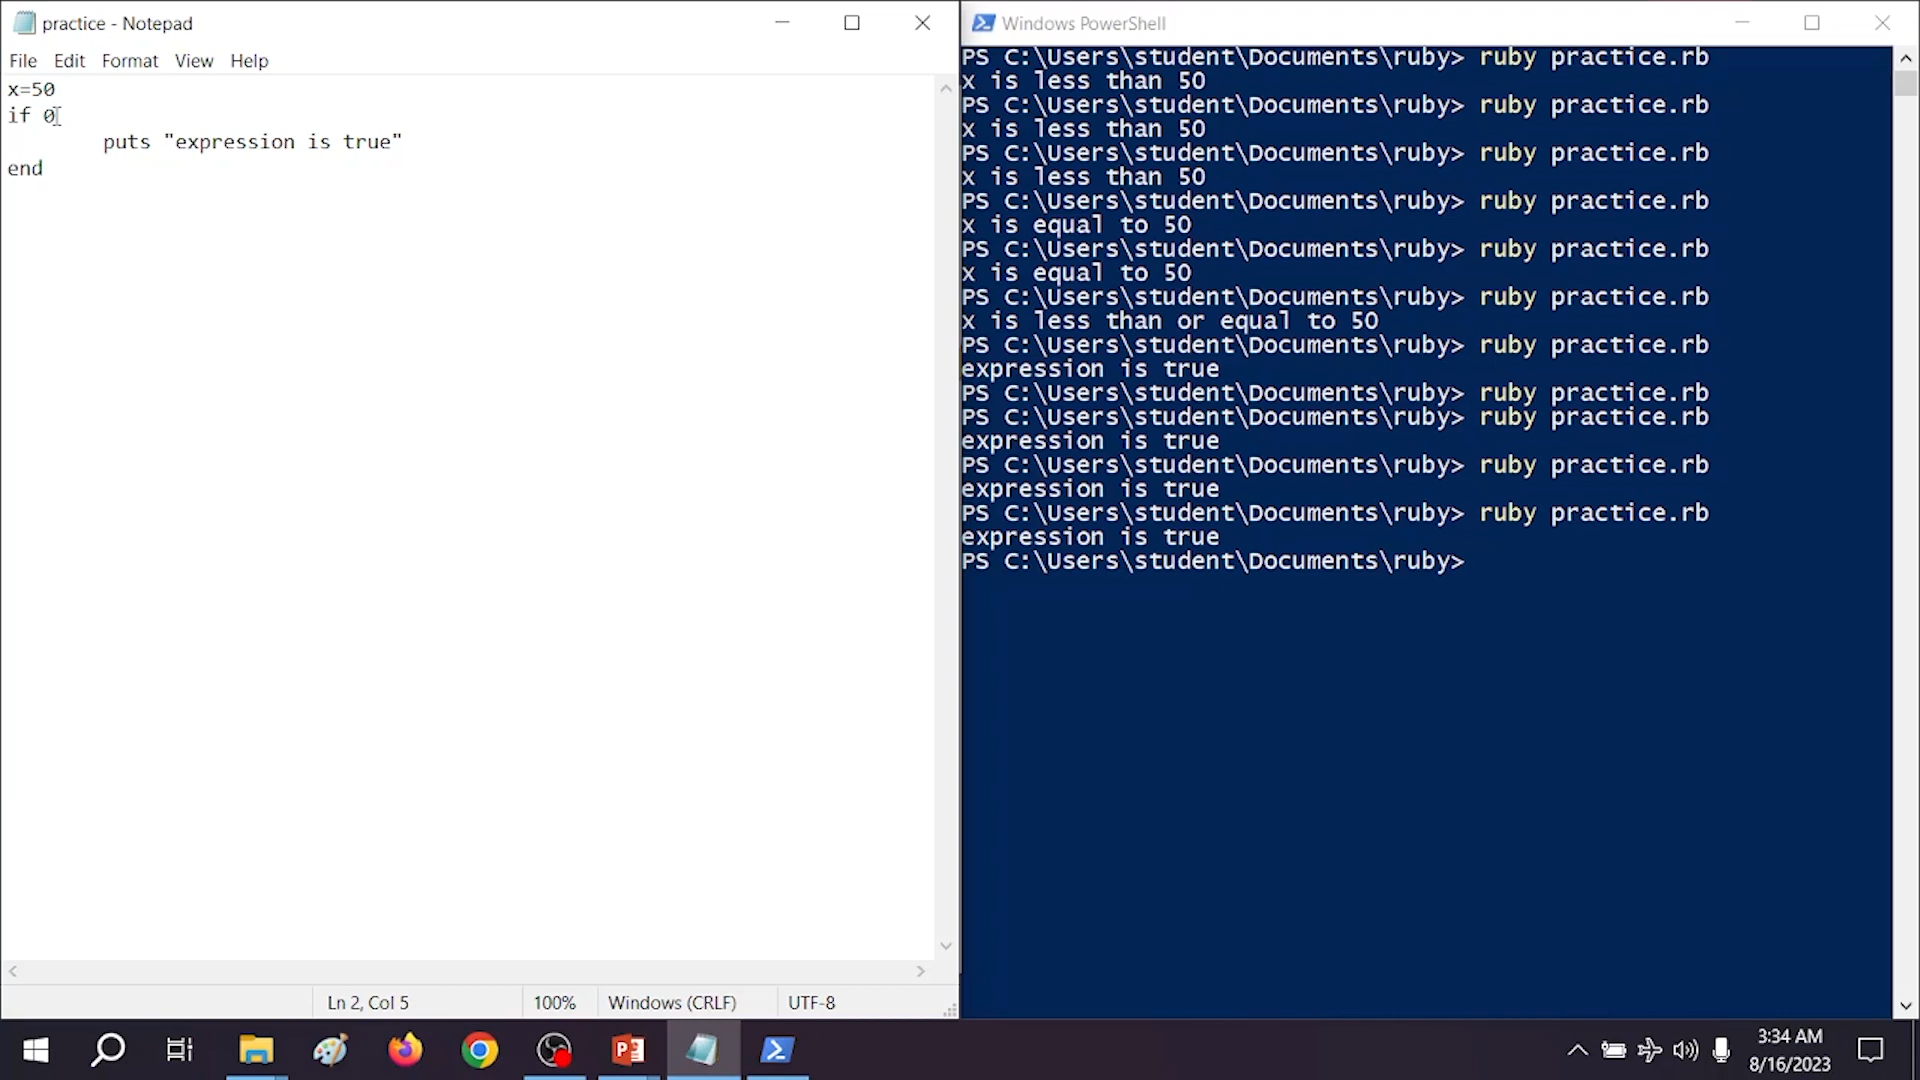 practice - Notepad
File Edit Format View Help
x=50
if 0
puts "expression is true"
end
Ln 2, Col 5 100% Windows (CRLF) UTF-8
Windows PowerShell
PS C:\Users\student\Documents\ruby> ruby practice.rb
x is less than 50
PS C:\Users\student\Documents\ruby> ruby practice.rb
x is less than 50
PS C:\Users\student\Documents\ruby> ruby practice.rb
x is less than 50
PS C:\Users\student\Documents\ruby> ruby practice.rb
x is equal to 50
PS C:\Users\student\Documents\ruby> ruby practice.rb
x is equal to 50
PS C:\Users\student\Documents\ruby> ruby practice.rb
x is less than or equal to 50
PS C:\Users\student\Documents\ruby> ruby practice.rb
expression is true
PS C:\Users\student\Documents\ruby> ruby practice.rb
PS C:\Users\student\Documents\ruby> ruby practice.rb
expression is true
PS C:\Users\student\Documents\ruby> ruby practice.rb
expression is true
PS C:\Users\student\Documents\ruby> ruby practice.rb
expression is true
PS C:\Users\student\Documents\ruby>
3:34 AM
8/16/2023